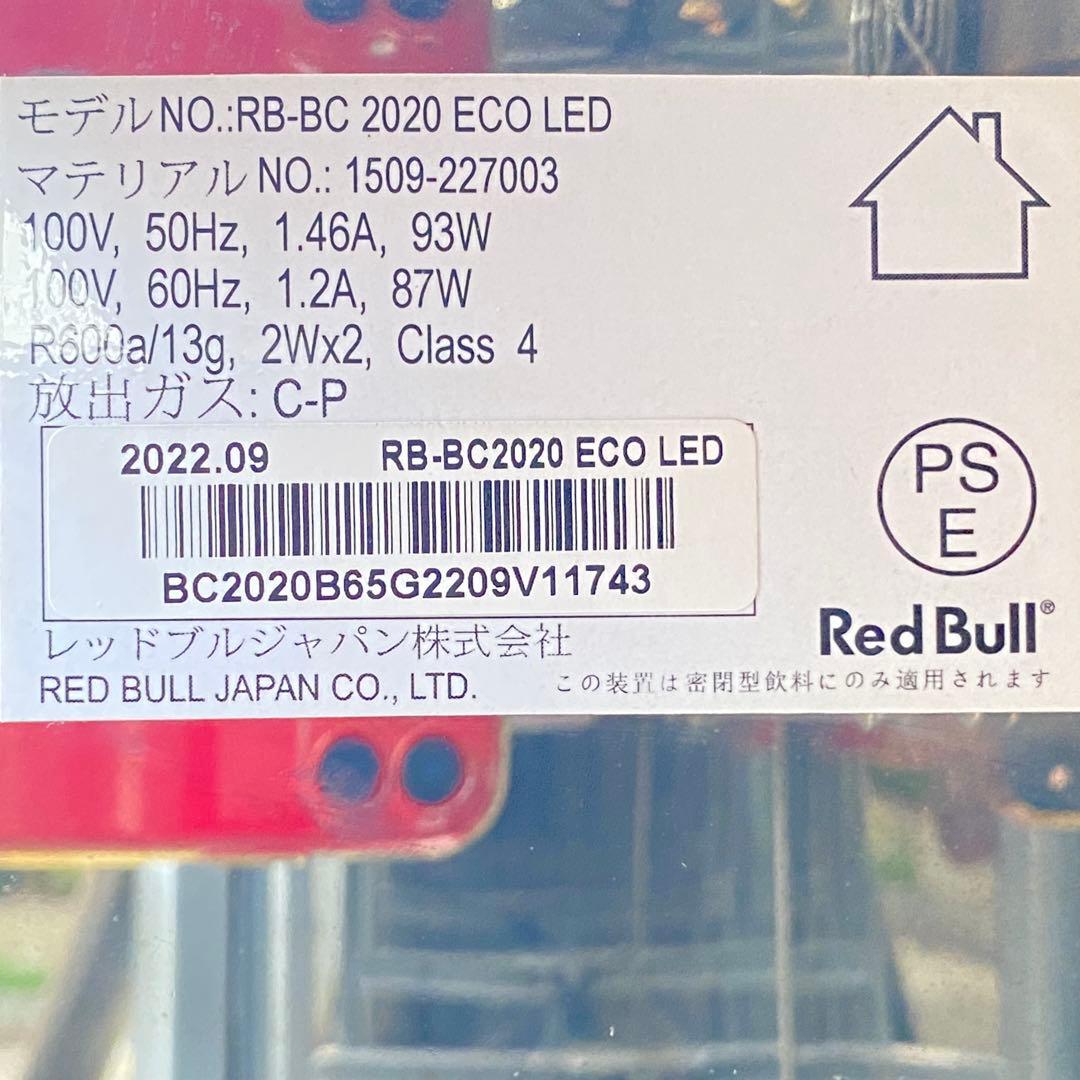 モデルNO.:RB-BC 2020 ECO LED
マテリアルNO.: 1509-227003
100V, 50Hz, 1.46A, 93W
100V, 60Hz, 1.2A, 87W
R600a/13g, 2Wx2, Class 4
放出ガス: C-P
2022.09 RB-BC2020 ECO LED
BC2020B65G2209V11743
PS
E
Red Bull®
レッドブルジャパン株式会社
RED BULL JAPAN CO., LTD.
この装置は密閉型飲料にのみ適用されます